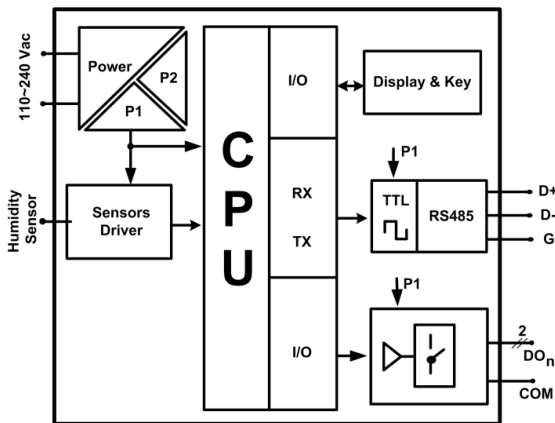 110~240 Vac
Power
P2
P1
Humidity
Sensor
Sensors
Driver
CPU
I/O
RX
TX
I/O
Display & Key
P1
TTL
RS485
D+
D-
G
P1
2
DOn
COM